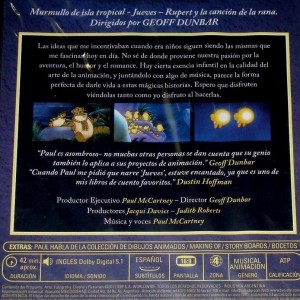 Murmullo de isla tropical – Jueves – Rupert y la canción de la rana.
Dirigidos por GEOFF DUNBAR
Las ideas que me incentivaban cuando era niños siguen siendo las mismas que
me fascinan hoy en día. No sé de donde proviene nuestra pasión por la
aventura, el humor y el romance. Hay cierta esencia infantil en la calidad del
arte de la animación, y juntándolo con algo de música, parece la forma
perfecta de darle vida a estas mágicas historias. Espero que disfruten
viéndolas tanto como yo disfruto al hacerlas.
"Paul es asombroso- no muchas otras personas se dan cuenta que su genio
también lo aplica a sus proyectos de animación." Geoff Dunbar
"Cuando Paul me pidió que narre 'Jueves', estuve encantado, ya que es uno de
mis libros de cuento favoritos." Dustin Hoffman
Productor Ejecutivo Paul McCartney – Director Geoff Dunbar
Productores Jacqui Davies – Judith Roberts
Música y voces Paul McCartney
EXTRAS: PAUL HABLA DE LA COLECCIÓN DE DIBUJOS ANIMADOS / MAKING OF / STORY BOARDS / BOCETOS
42 min. aprox.
INGLES Dolby Digital 5.1
ESPAÑOL
16:9
4
MUSICAL ANIMACIÓN
ATP
DURACIÓN
IDIOMA / SONIDO
SUBTITULOS
PANTALLA
ZONA
GÉNERO